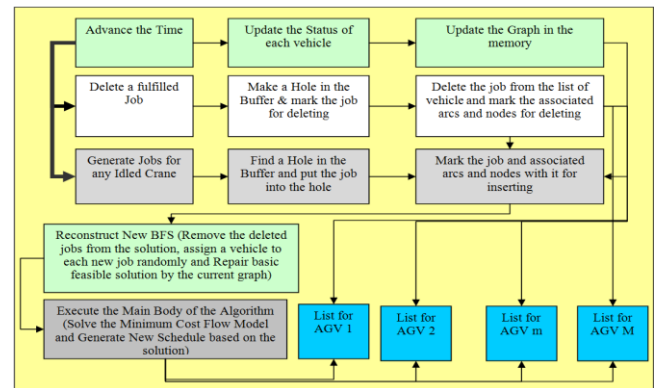 Advance the Time
Update the Status of
each vehicle
Update the Graph in the
memory
Delete a fulfilled
Job
Make a Hole in the
Buffer & mark the job
for deleting
Delete the job from the list of
vehicle and mark the associated
arcs and nodes for deleting
Generate Jobs for
any Idled Crane
Find a Hole in the
Buffer and put the job
into the hole
Mark the job and associated
arcs and nodes with it for
inserting
Reconstruct New BFS (Remove the deleted
jobs from the solution, assign a vehicle to
each new job randomly and Repair basic
feasible solution by the current graph)
Execute the Main Body of the Algorithm
(Solve the Minimum Cost Flow Model
and Generate New Schedule based on the
solution)
List for
AGV 1
List for
AGV 2
List for
AGV m
List for
AGV M